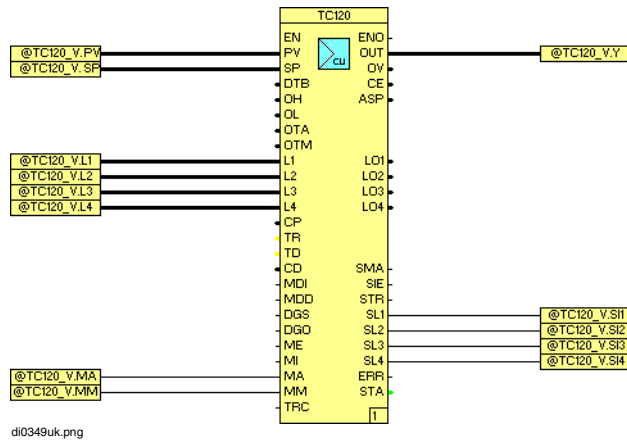 TC120
EN ENO
@TC120_V.PV PV CU OUT @TC120_V.Y
@TC120_V.SP SP OV
DTB CE
OH ASP
OL
OTA
OTM
@TC120_V.L1 L1 LO1
@TC120_V.L2 L2 LO2
@TC120_V.L3 L3 LO3
@TC120_V.L4 L4 LO4
CP
TR
TD
CD SMA
MDI SIE
MDD STR
DGS SL1 @TC120_V.SI1
DGO SL2 @TC120_V.SI2
ME SL3 @TC120_V.SI3
MI SL4 @TC120_V.SI4
@TC120_V.MA MA ERR
@TC120_V.MM MM STA
TRC 1
di0349uk.png